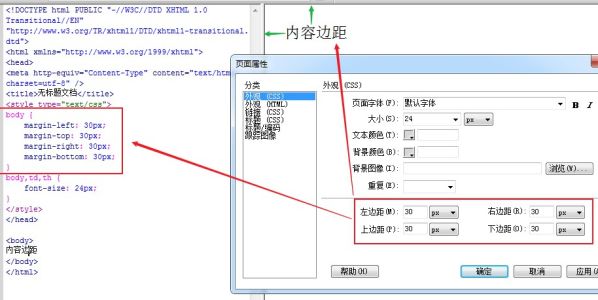 <!DOCTYPE html PUBLIC "-//W3C//DTD XHTML 1.0
Transitional//EN"
"http://www.w3.org/TR/xhtml1/DTD/xhtml1-transitional.
dtd">
<html xmlns="http://www.w3.org/1999/xhtml">
<head>
<meta http-equiv="Content-Type" content="text/htm
charset=utf-8" />
<title>无标题文档</title>
<style type="text/css">
body {
margin-left: 30px;
margin-top: 30px;
margin-right: 30px;
margin-bottom: 30px;
}
body,td,th {
font-size: 24px;
}
</style>
</head>
<body>
内容边距
</body>
</html>
内容边距
页面属性
分类
外观 (CSS)
外观 (HTML)
链接 (CSS)
标题 (CSS)
标题/编码
跟踪图像
外观 (CSS)
页面字体(F): 默认字体 B I
大小(S): 24 px
文本颜色(T):
背景颜色(B):
背景图像(I): 浏览(W)...
重复(E):
左边距(M): 30 px 右边距(R): 30 px
上边距(P): 30 px 下边距(O): 30 px
帮助(H) 确定 取消 应用(A)